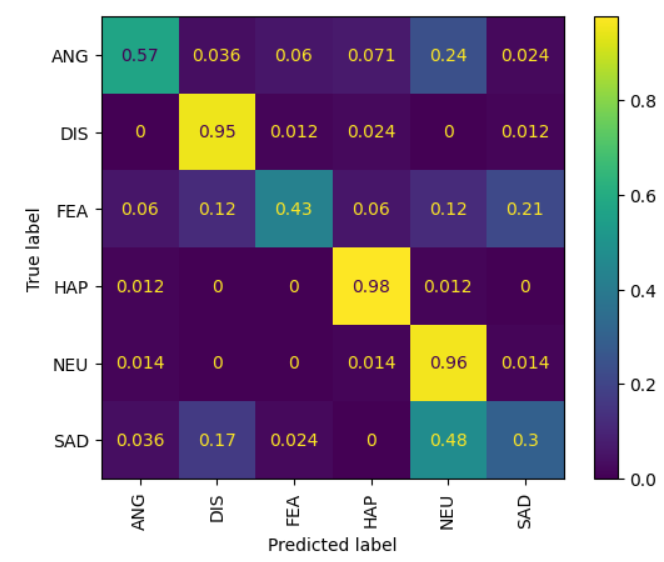 ANG 0.57 0.036 0.06 0.071 0.24 0.024
DIS 0 0.95 0.012 0.024 0 0.012
FEA 0.06 0.12 0.43 0.06 0.12 0.21
HAP 0.012 0 0 0.98 0.012 0
NEU 0.014 0 0 0.014 0.96 0.014
SAD 0.036 0.17 0.024 0 0.48 0.3
ANG DIS FEA HAP NEU SAD
Predicted label
True label
0.8
0.6
0.4
0.2
0.0